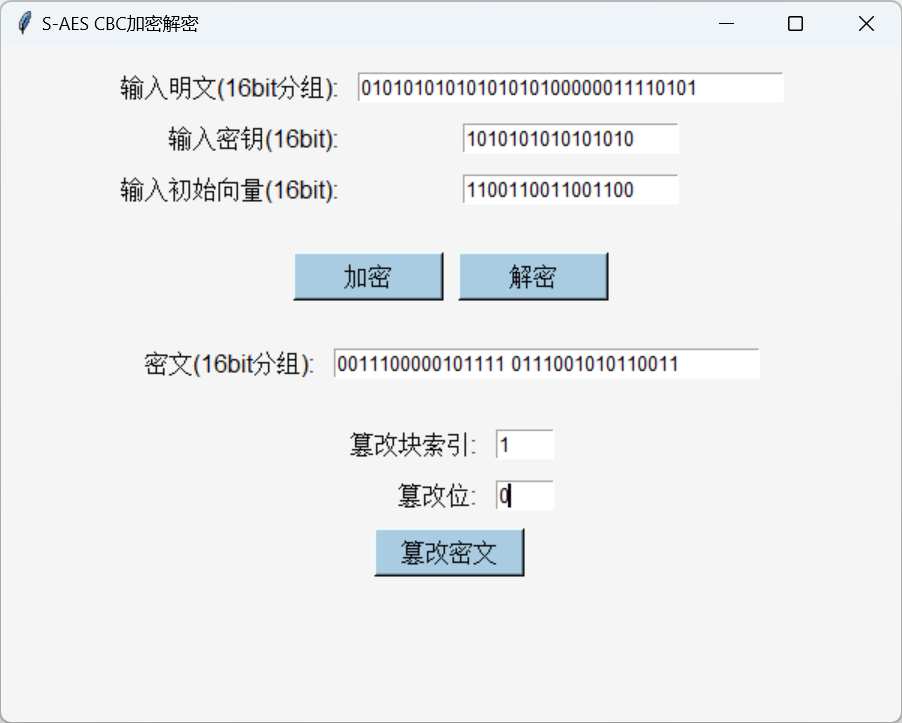 S-AES CBC加密解密
输入明文(16bit分组): 01010101010101010100000011110101
输入密钥(16bit): 1010101010101010
输入初始向量(16bit): 1100110011001100
加密 解密
密文(16bit分组): 0011100000101111 0111001010110011
篡改块索引: 1
篡改位: 0
篡改密文